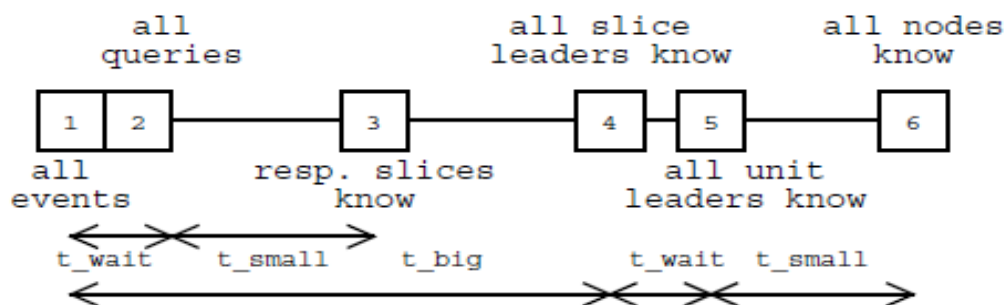 all
queries
all slice
leaders know
all nodes
know
1 2 3 4 5 6
all
events
resp. slices
know
all unit
leaders know
t_wait t_small t_big t_wait t_small